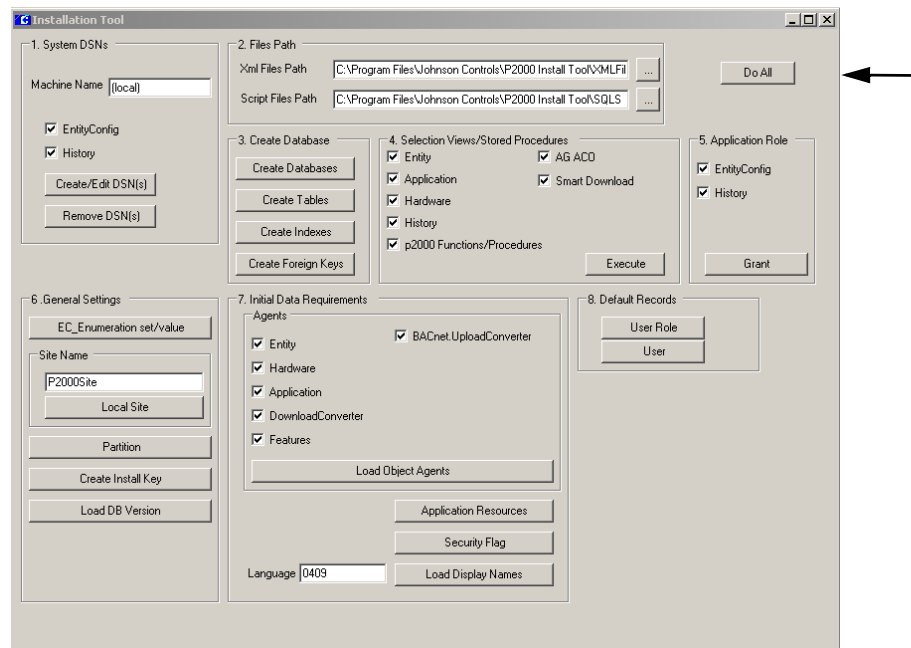 Installation Tool
1. System DSNs
Machine Name (local)
EntityConfig
History
Create/Edit DSN(s)
Remove DSN(s)
2. Files Path
Xml Files Path C:\Program Files\Johnson Controls\P2000 Install Tool\XMLFil ...
Script Files Path C:\Program Files\Johnson Controls\P2000 Install Tool\SQLS ...
Do All
3. Create Database
Create Databases
Create Tables
Create Indexes
Create Foreign Keys
4. Selection Views/Stored Procedures
Entity
Application
Hardware
History
p2000 Functions/Procedures
AG ACO
Smart Download
Execute
5. Application Role
EntityConfig
History
Grant
6 .General Settings
EC_Enumeration set/value
Site Name
P2000Site
Local Site
Partition
Create Install Key
Load DB Version
7. Initial Data Requirements
Agents
Entity
Hardware
Application
DownloadConverter
Features
BACnet.UploadConverter
Load Object Agents
Application Resources
Security Flag
Language 0409
Load Display Names
8. Default Records
User Role
User